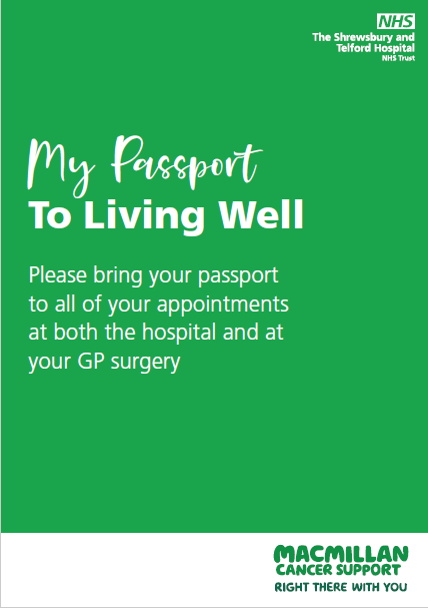 NHS
The Shrewsbury and
Telford Hospital
NHS Trust
My Passport
To Living Well
Please bring your passport
to all of your appointments
at both the hospital and at
your GP surgery
MACMILLAN
CANCER SUPPORT
RIGHT THERE WITH YOU